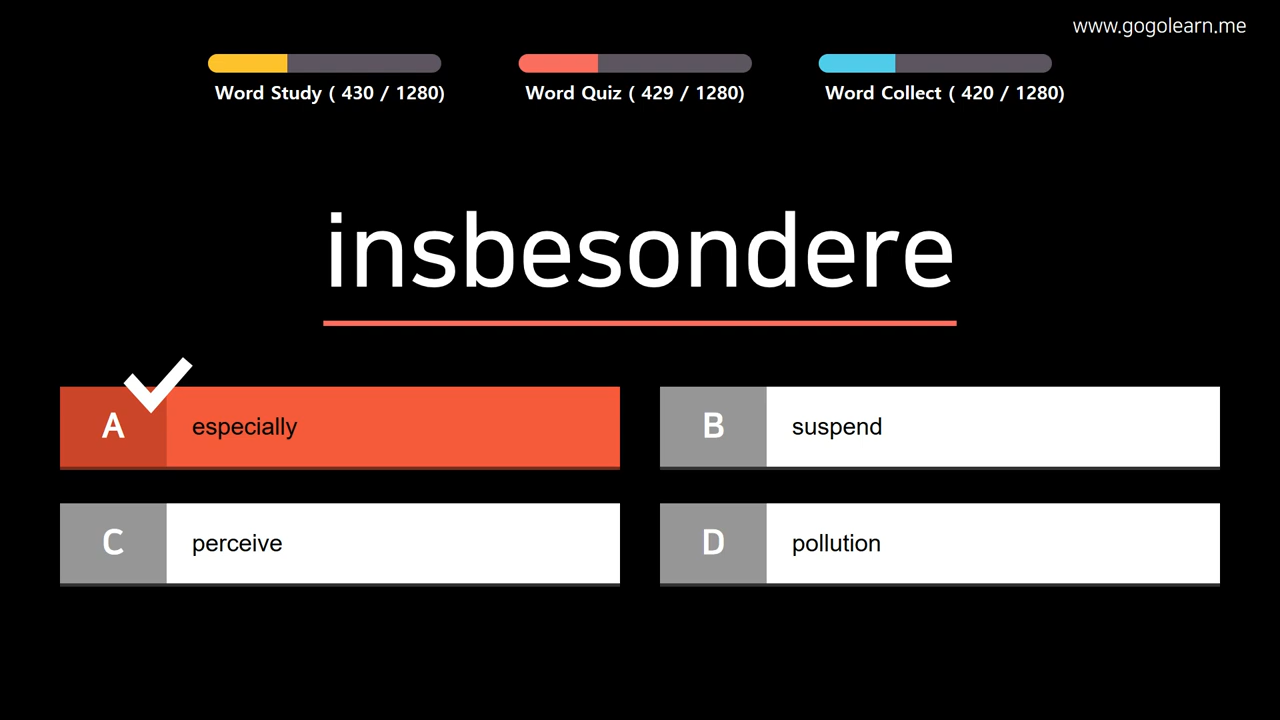 www.gogolearn.me
Word Study ( 430 / 1280)
Word Quiz ( 429 / 1280)
Word Collect ( 420 / 1280)
insbesondere
A especially
B suspend
C perceive
D pollution